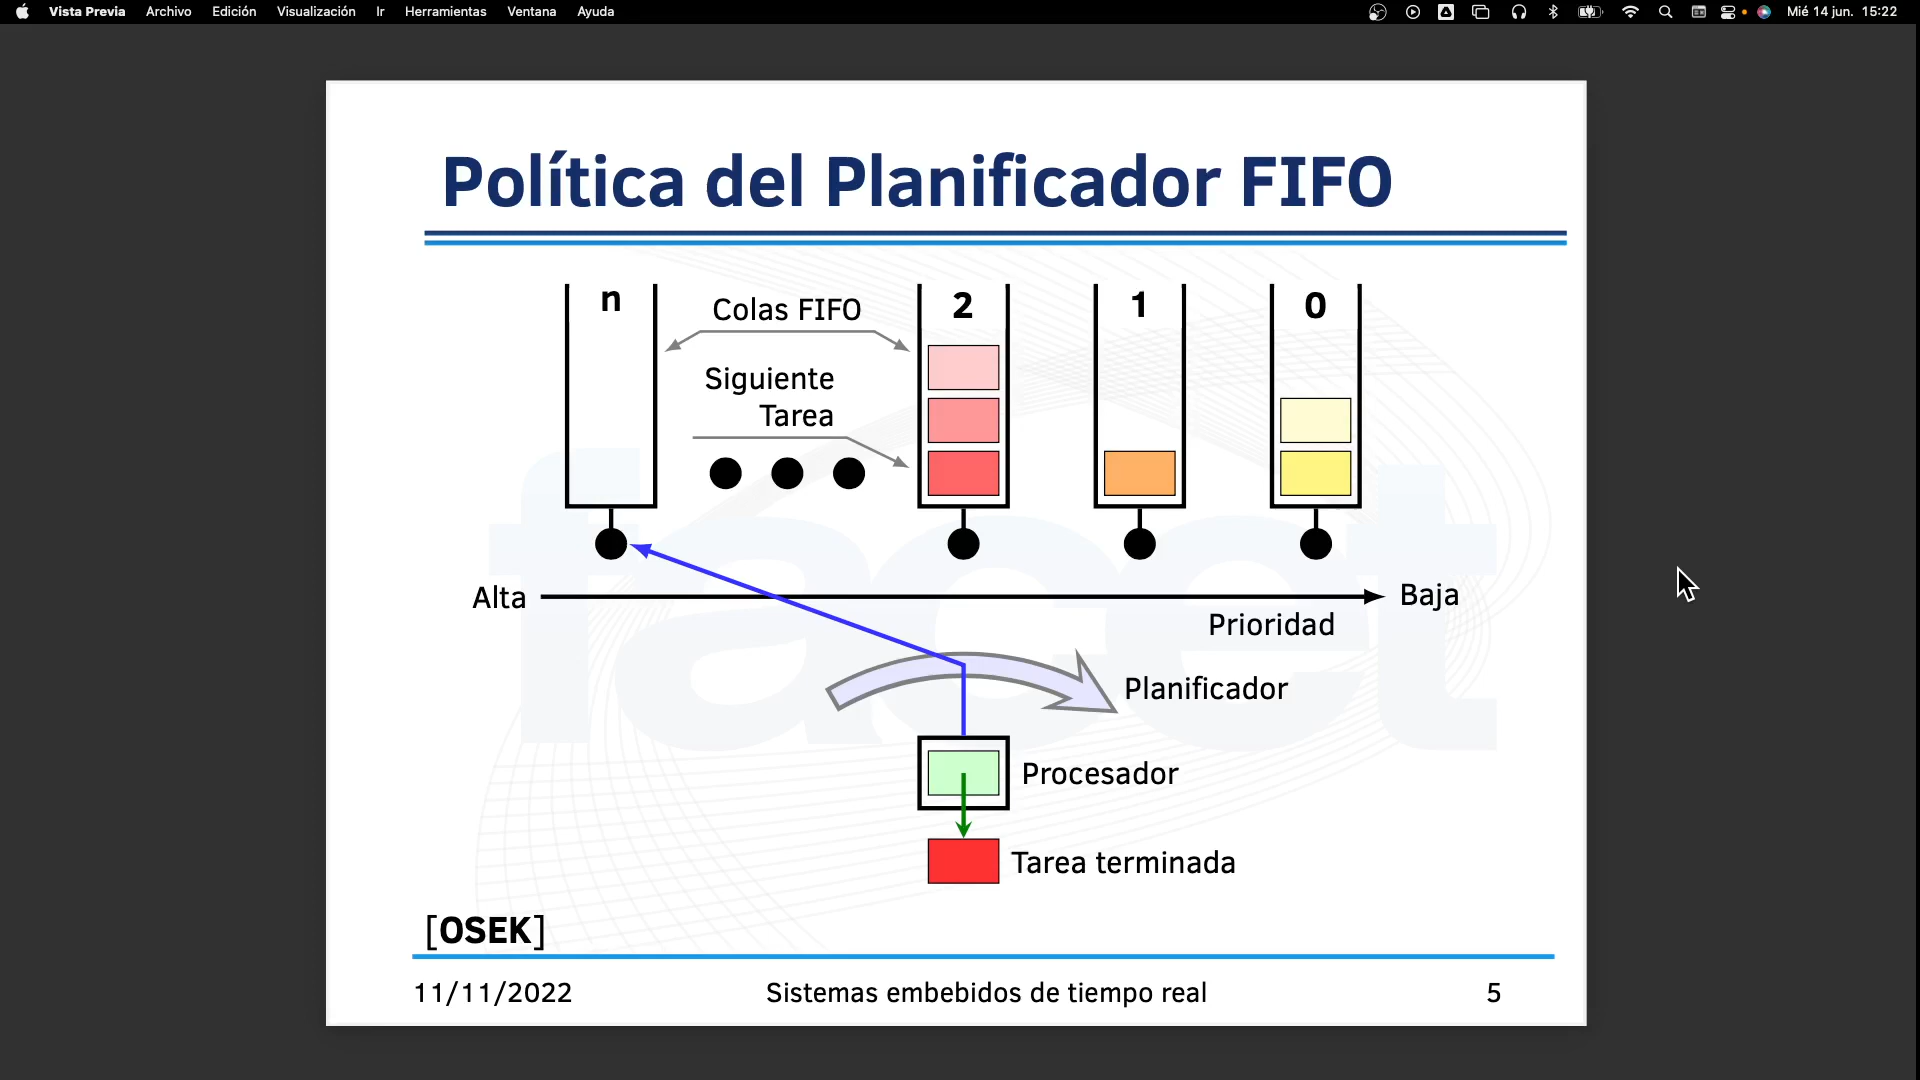 Vista Previa Archivo Edición Visualización Ir Herramientas Ventana Ayuda Mié 14 jun. 15:22
Política del Planificador FIFO
n Colas FIFO 2 1 0
Siguiente
Tarea
Alta Baja
Prioridad
Planificador
Procesador
Tarea terminada
[OSEK]
11/11/2022 Sistemas embebidos de tiempo real 5
facet